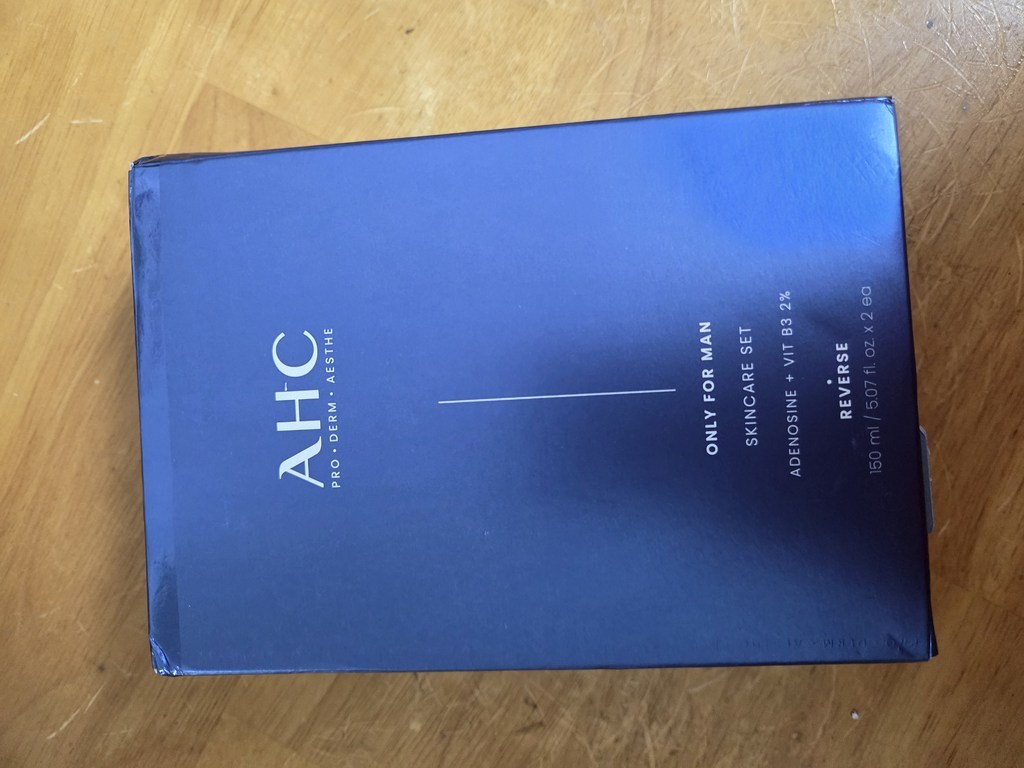 AHC
PRO • DERM • AESTHE
ONLY FOR MAN
SKINCARE SET
ADENOSINE + VIT B3 2%
•
REVERSE
150 ml / 5.07 fl. oz. x 2 ea